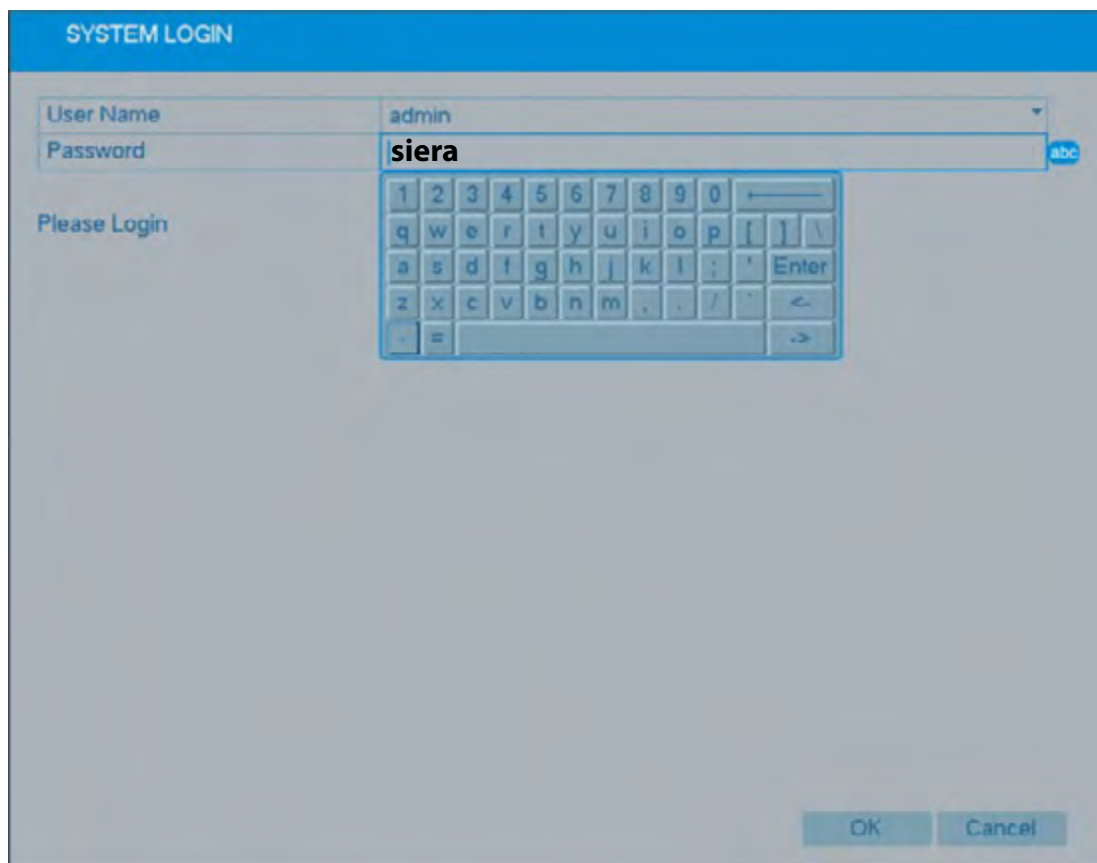 SYSTEM LOGIN
User Name admin
Password siera
abc
1 2 3 4 5 6 7 8 9 0
Please Login
q w e r t y u i o p [ ] \
a s d f g h j k l ; ' Enter
z x c v b n m , . / <-
= ->
OK Cancel